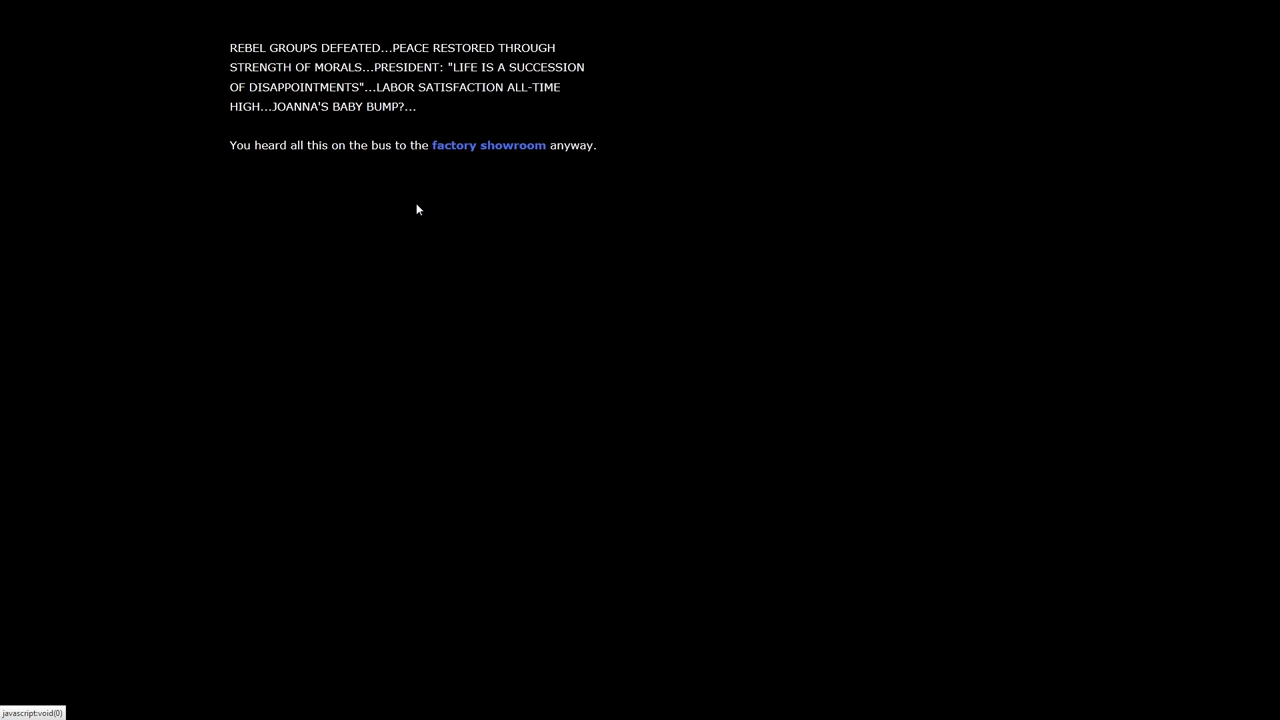 REBEL GROUPS DEFEATED...PEACE RESTORED THROUGH
STRENGTH OF MORALS...PRESIDENT: "LIFE IS A SUCCESSION
OF DISAPPOINTMENTS"...LABOR SATISFACTION ALL-TIME
HIGH...JOANNA'S BABY BUMP?...
You heard all this on the bus to the factory showroom anyway.
javascript:void(0)